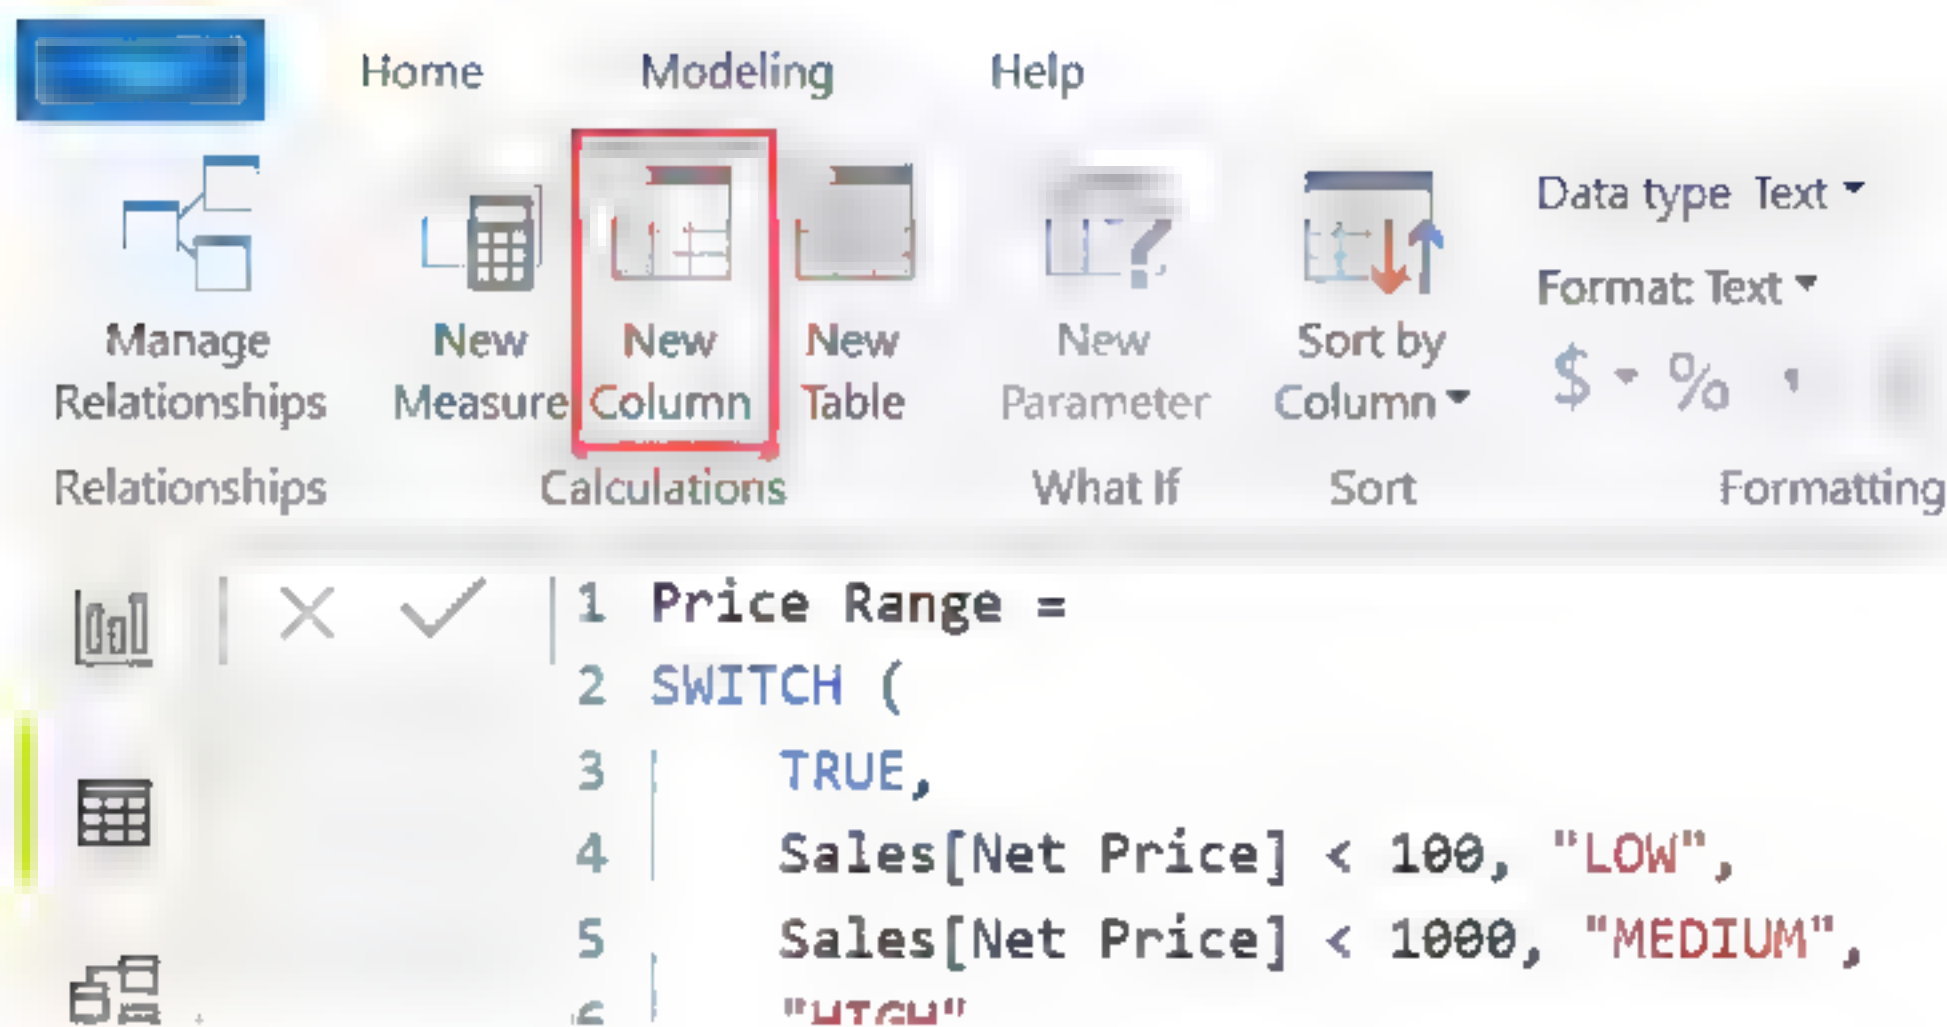 Home Modeling Help
Data type Text
Format: Text
Manage Relationships
New Measure
New Column
New Table
New Parameter
Sort by Column
$ %
Relationships Calculations What If Sort Formatting
1 Price Range =
2 SWITCH (
3 TRUE,
4 Sales[Net Price] < 100, "LOW",
5 Sales[Net Price] < 1000, "MEDIUM",
6 "HIGH"